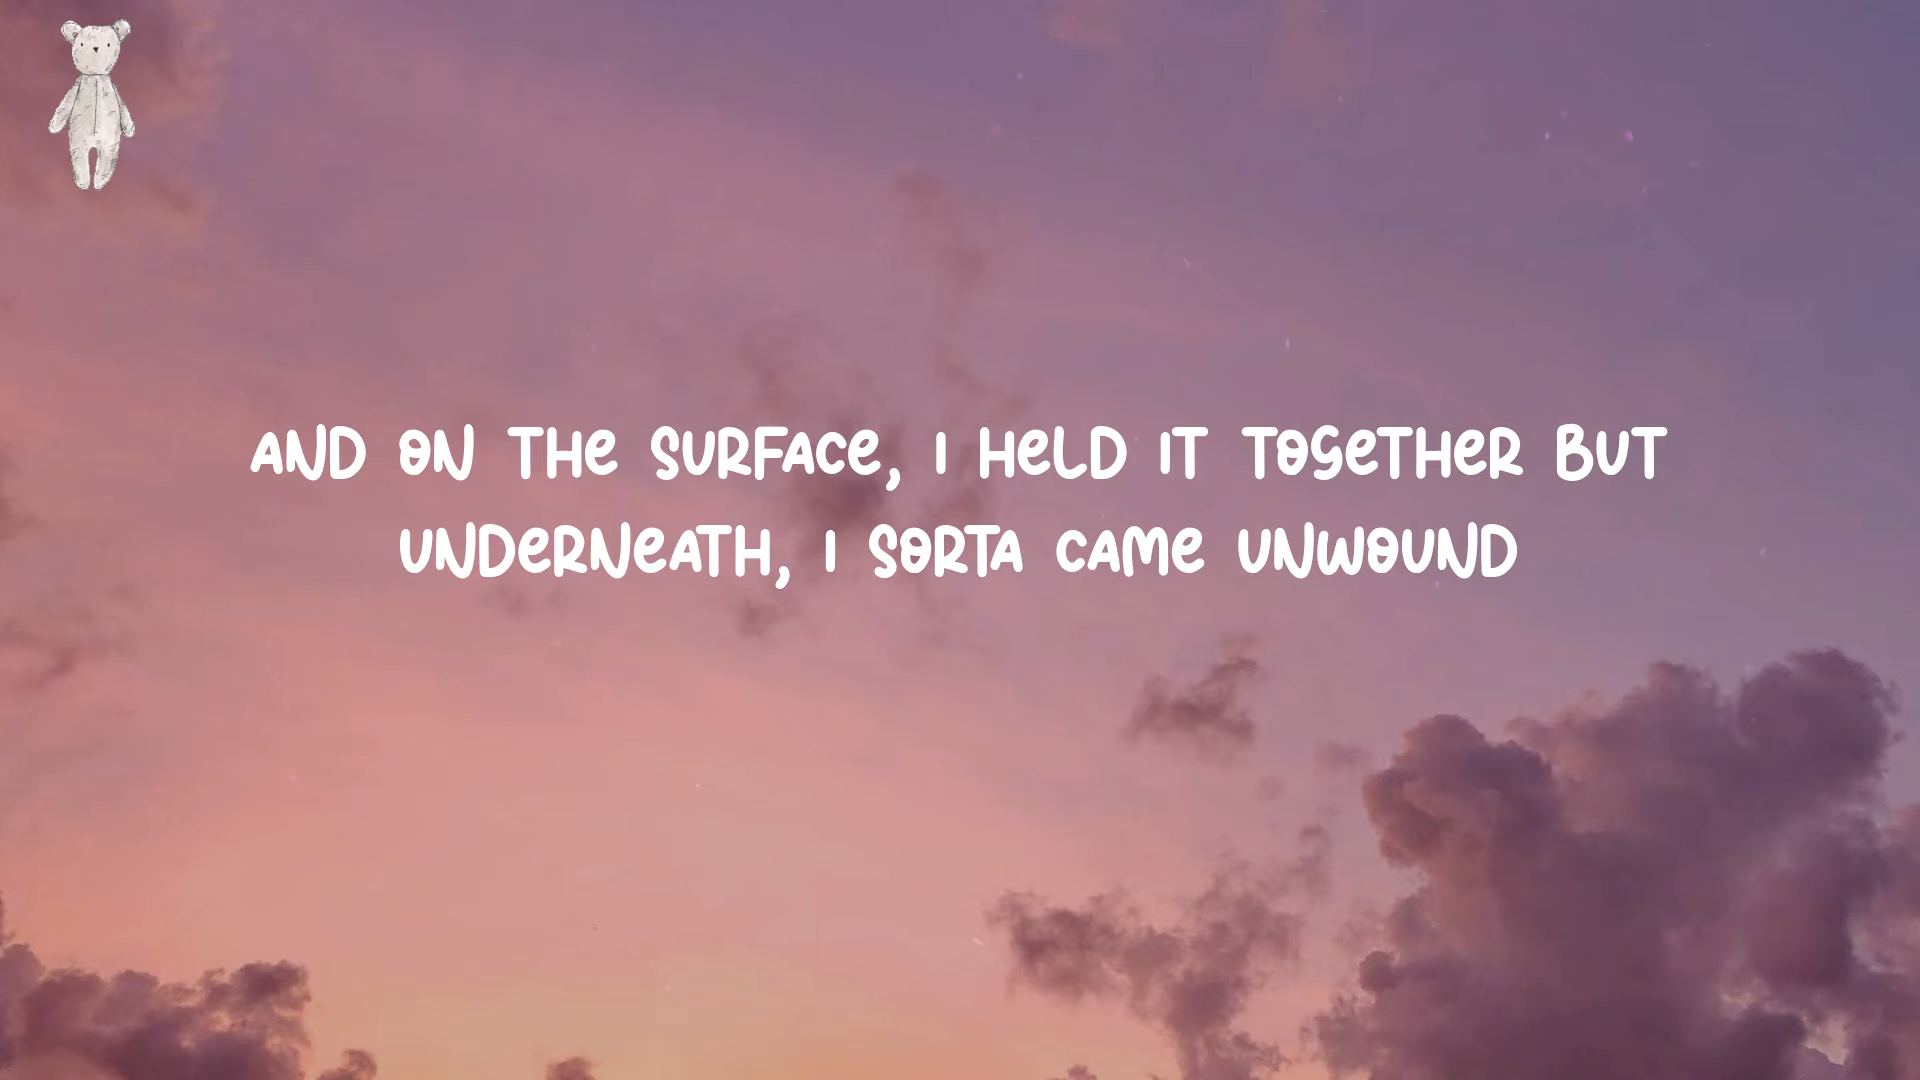 AND ON THE SURFACE, I HELD IT TOGETHER BUT
UNDERNEATH, I SORTA CAME UNWOUND